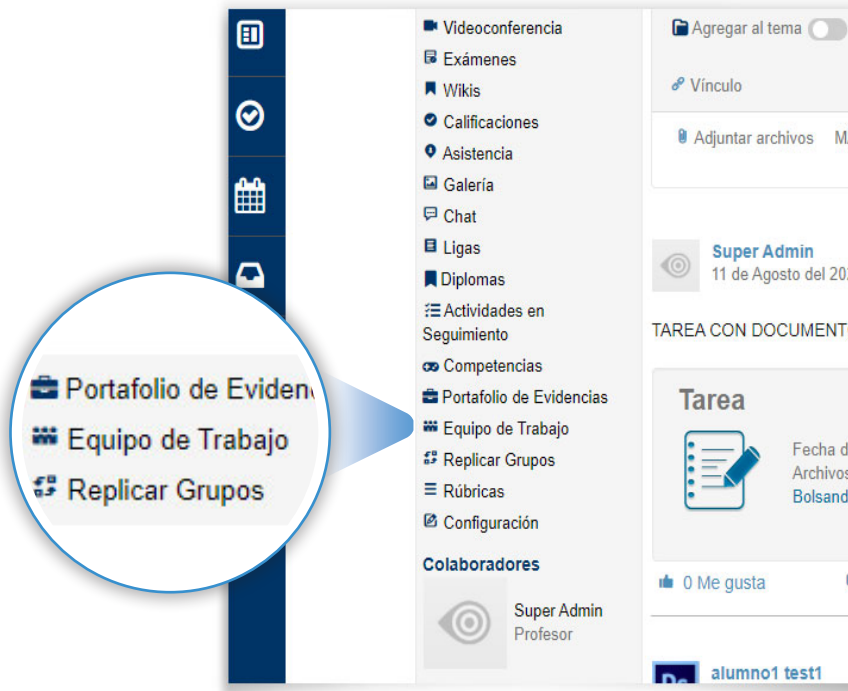 Videoconferencia
Exámenes
Wikis
Calificaciones
Asistencia
Galería
Chat
Ligas
Diplomas
Actividades en
Seguimiento
Competencias
Portafolio de Evidencias
Equipo de Trabajo
Replicar Grupos
Rúbricas
Configuración
Colaboradores
Super Admin
Profesor
Portafolio de Eviden
Equipo de Trabajo
Replicar Grupos
Agregar al tema
Vínculo
Adjuntar archivos
Super Admin
11 de Agosto del 20
TAREA CON DOCUMENT
Tarea
Fecha d
Archivos
Bolsand
0 Me gusta
alumno1 test1